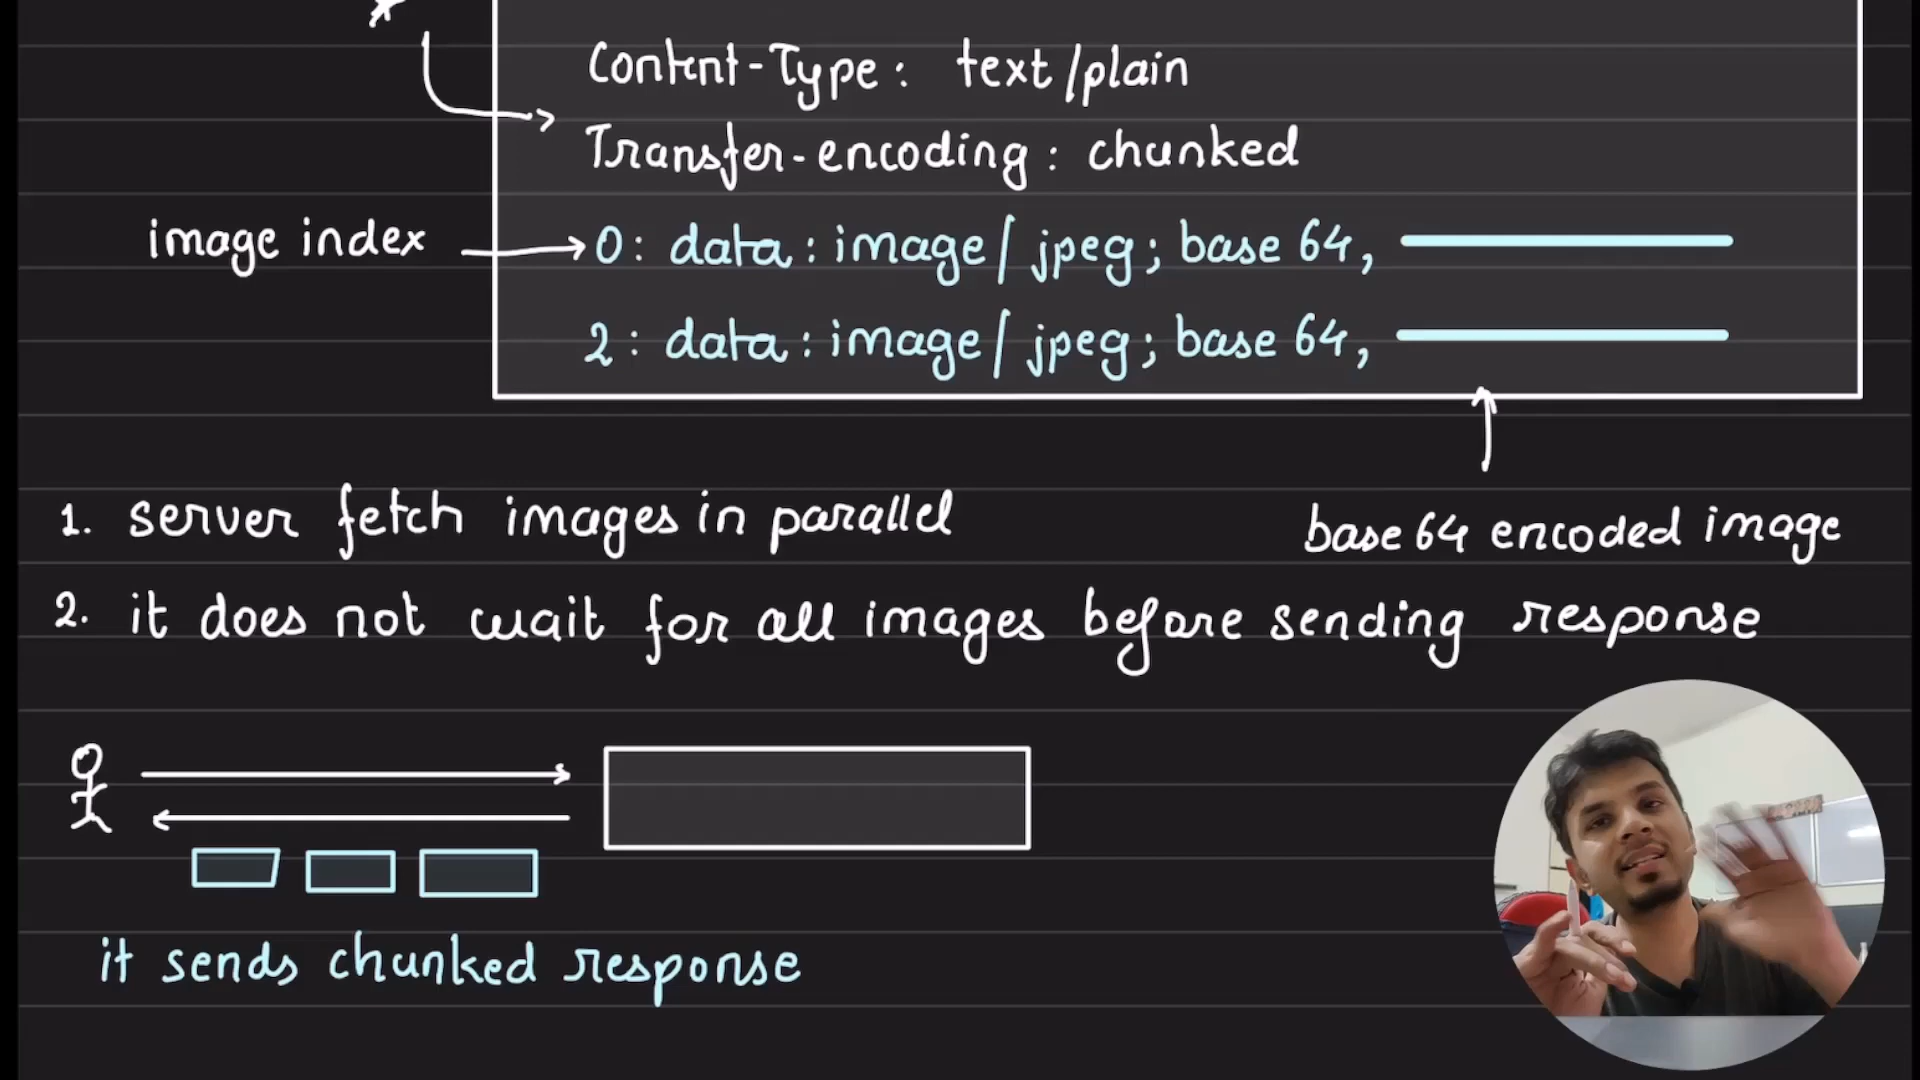 Content-Type: text/plain
Transfer-encoding: chunked
image index
0: data: image/jpeg; base 64,
2: data: image/jpeg; base 64,
1. server fetch images in parallel
base 64 encoded image
2. it does not wait for all images before sending response
it sends chunked response